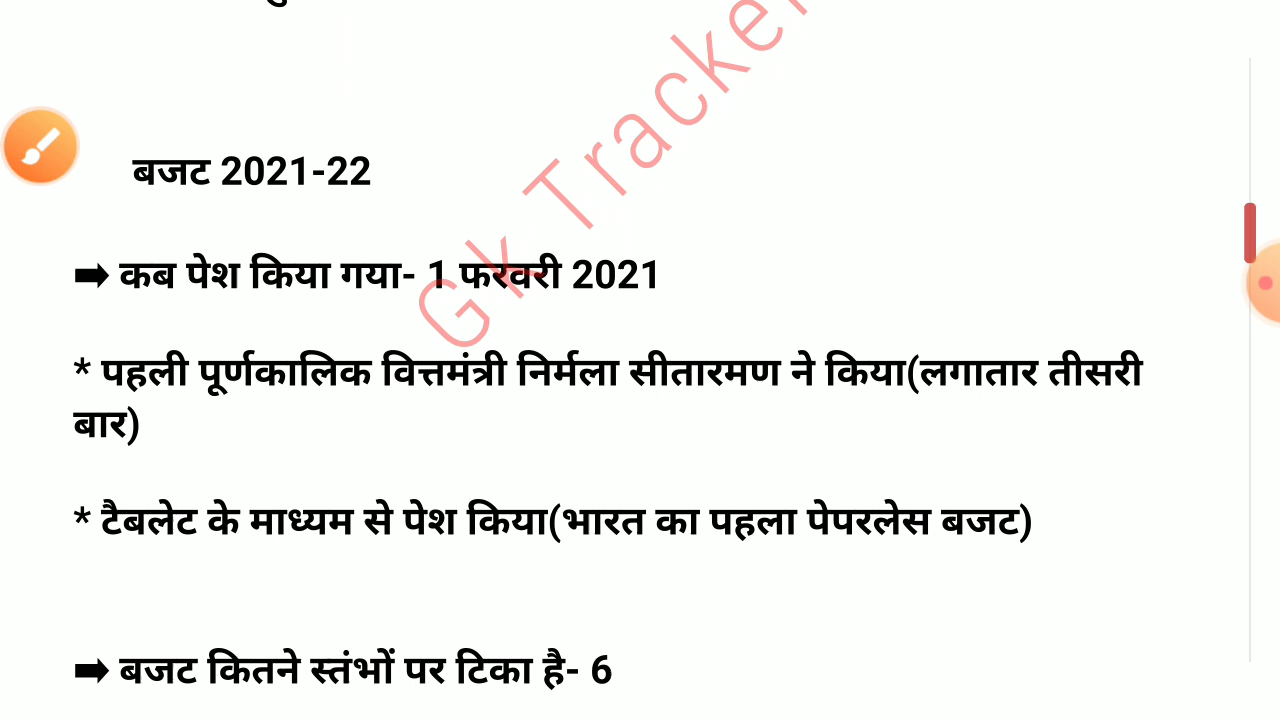 बजट 2021-22
➡ कब पेश किया गया- 1 फरवरी 2021
* पहली पूर्णकालिक वित्तमंत्री निर्मला सीतारमण ने किया(लगातार तीसरी
बार)
* टैबलेट के माध्यम से पेश किया(भारत का पहला पेपरलेस बजट)
➡ बजट कितने स्तंभों पर टिका है- 6
Gk Tracker